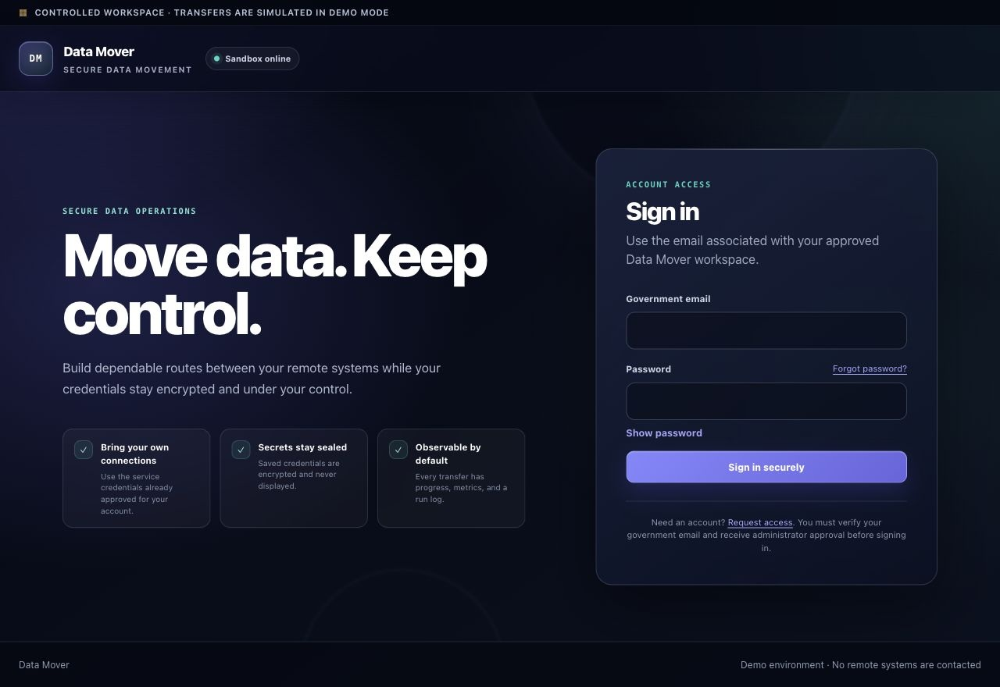 CONTROLLED WORKSPACE · TRANSFERS ARE SIMULATED IN DEMO MODE
DM
Data Mover
SECURE DATA MOVEMENT
Sandbox online
SECURE DATA OPERATIONS
Move data. Keep
control.
Build dependable routes between your remote systems while your
credentials stay encrypted and under your control.
✓
Bring your own
connections
Use the service
credentials already
approved for your
account.
✓
Secrets stay sealed
Saved credentials are
encrypted and never
displayed.
✓
Observable by
default
Every transfer has
progress, metrics, and a
run log.
ACCOUNT ACCESS
Sign in
Use the email associated with your approved
Data Mover workspace.
Government email
Password
Forgot password?
Show password
Sign in securely
Need an account? Request access. You must verify your
government email and receive administrator approval before signing
in.
Data Mover
Demo environment · No remote systems are contacted